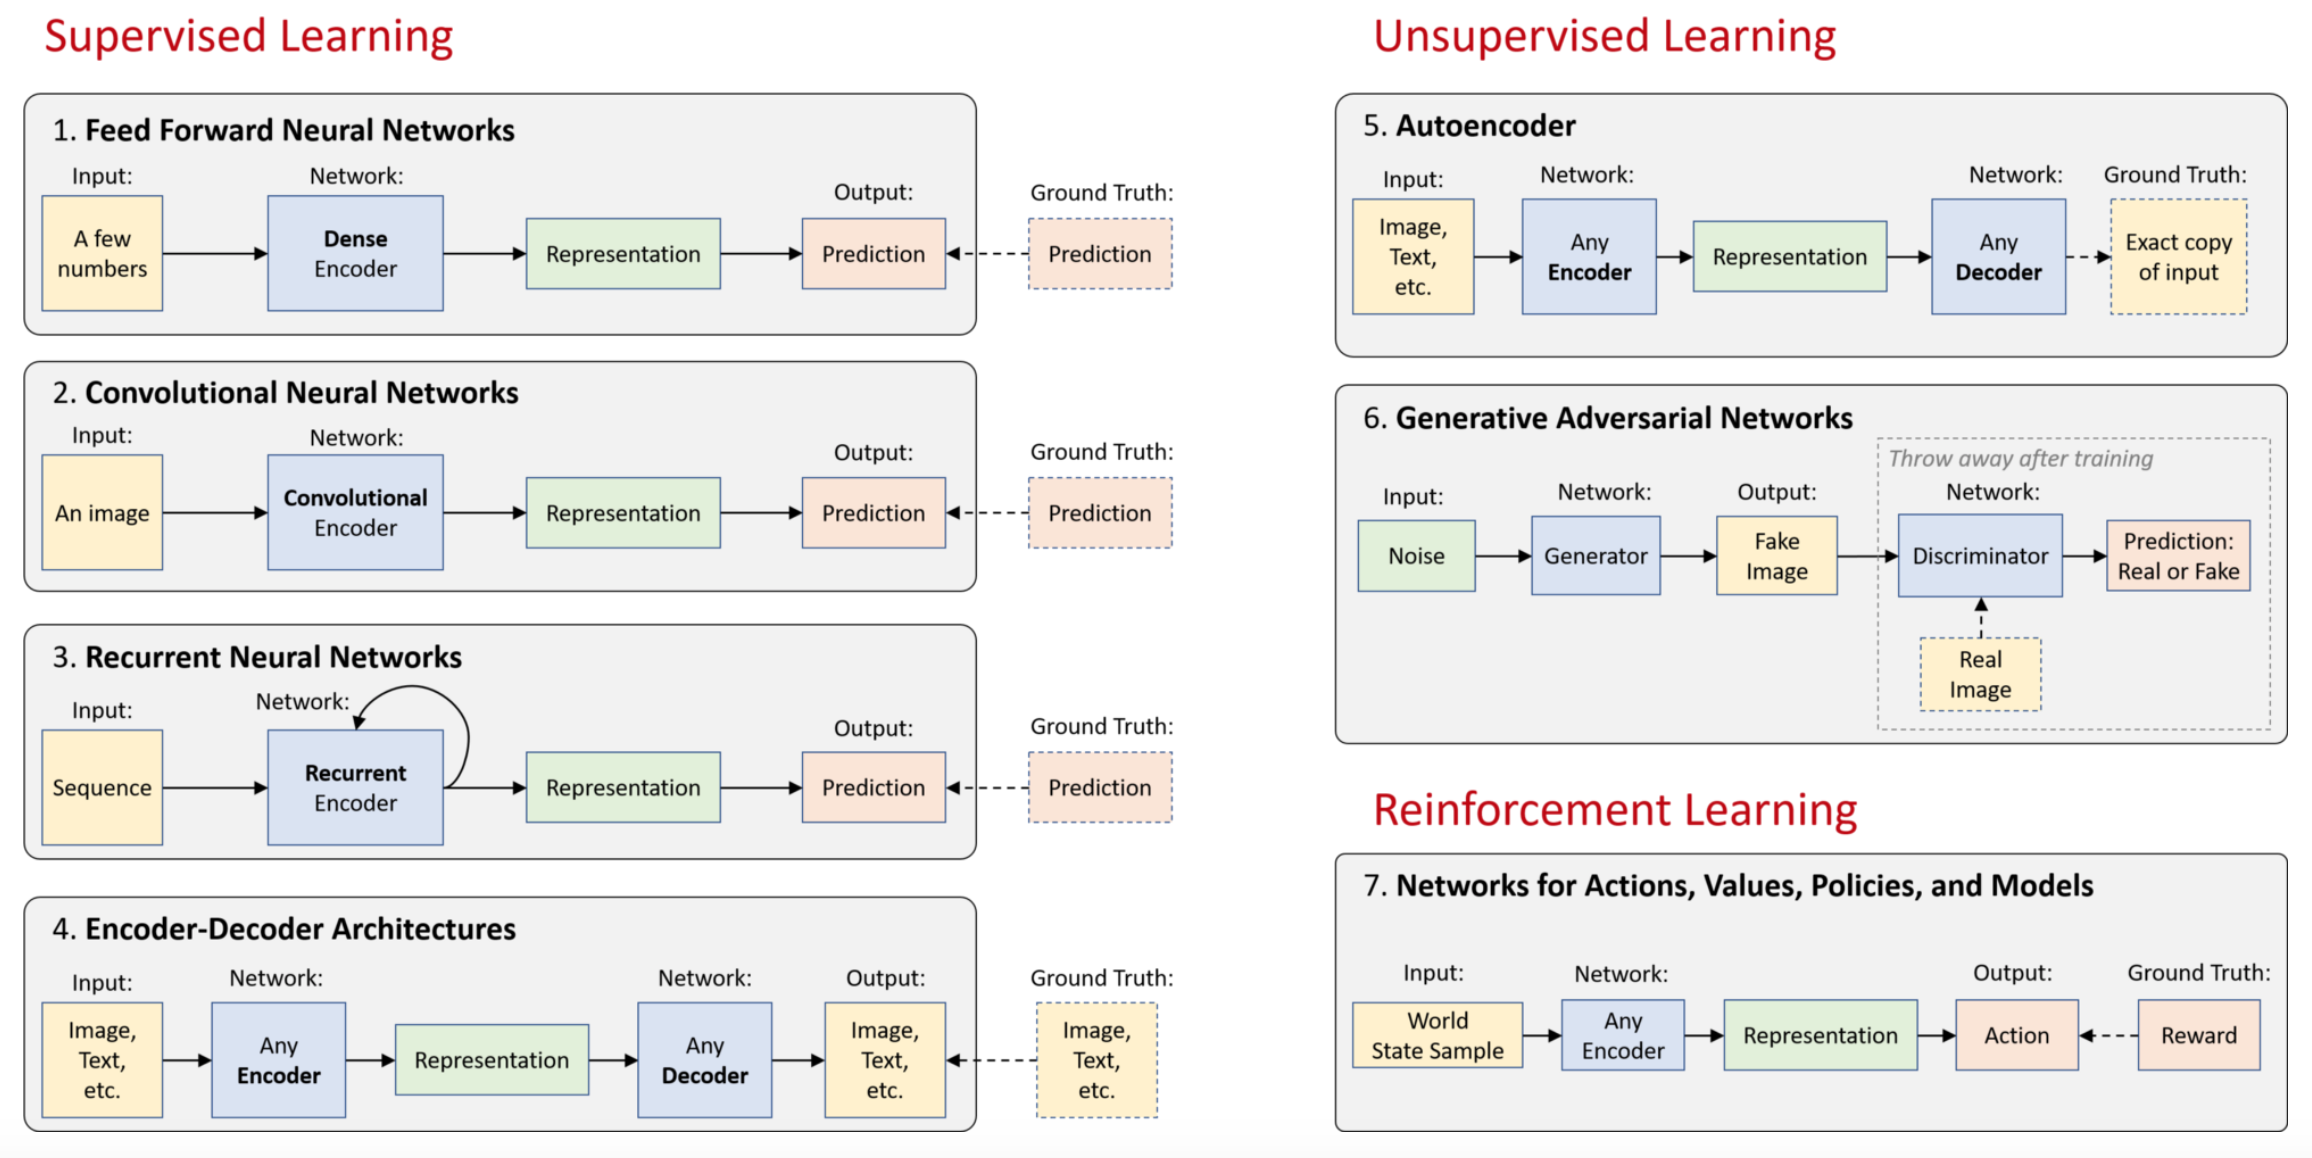 Supervised Learning
1. Feed Forward Neural Networks
Input:
Network:
Output:
Ground Truth:
A few
numbers
Dense
Encoder
Representation
Prediction
Prediction
2. Convolutional Neural Networks
Input:
Network:
Output:
Ground Truth:
An image
Convolutional
Encoder
Representation
Prediction
Prediction
3. Recurrent Neural Networks
Input:
Network:
Output:
Ground Truth:
Sequence
Recurrent
Encoder
Representation
Prediction
Prediction
4. Encoder-Decoder Architectures
Input:
Network:
Network:
Output:
Ground Truth:
Image,
Text,
etc.
Any
Encoder
Representation
Any
Decoder
Image,
Text,
etc.
Image,
Text,
etc.
Unsupervised Learning
5. Autoencoder
Input:
Network:
Network:
Ground Truth:
Image,
Text,
etc.
Any
Encoder
Representation
Any
Decoder
Exact copy
of input
6. Generative Adversarial Networks
Throw away after training
Input:
Network:
Output:
Network:
Noise
Generator
Fake
Image
Discriminator
Prediction:
Real or Fake
Real
Image
Reinforcement Learning
7. Networks for Actions, Values, Policies, and Models
Input:
Network:
Output:
Ground Truth:
World
State Sample
Any
Encoder
Representation
Action
Reward